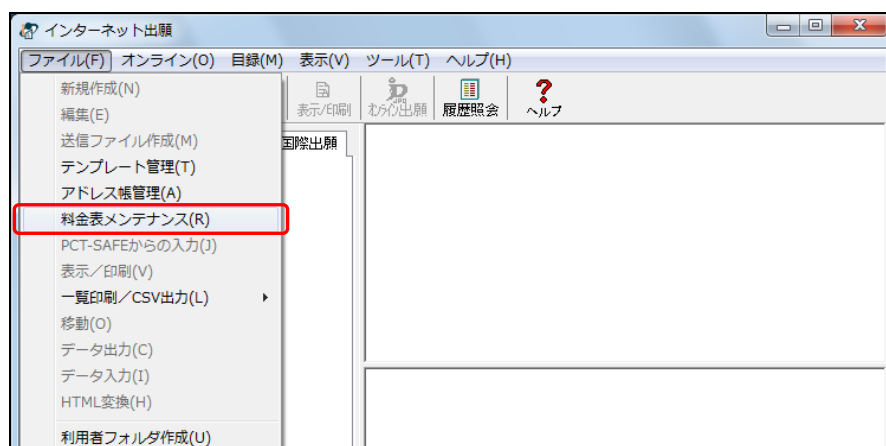 インターネット出願
ファイル(F) オンライン(O) 目録(M) 表示(V) ツール(T) ヘルプ(H)
表示/印刷 わらいん出願 履歴照会 ヘルプ
国際出願
新規作成(N)
編集(E)
送信ファイル作成(M)
テンプレート管理(T)
アドレス帳管理(A)
料金表メンテナンス(R)
PCT-SAFEからの入力(J)
表示/印刷(V)
一覧印刷/CSV出力(L)
移動(O)
データ出力(C)
データ入力(I)
HTML変換(H)
利用者フォルダ作成(U)